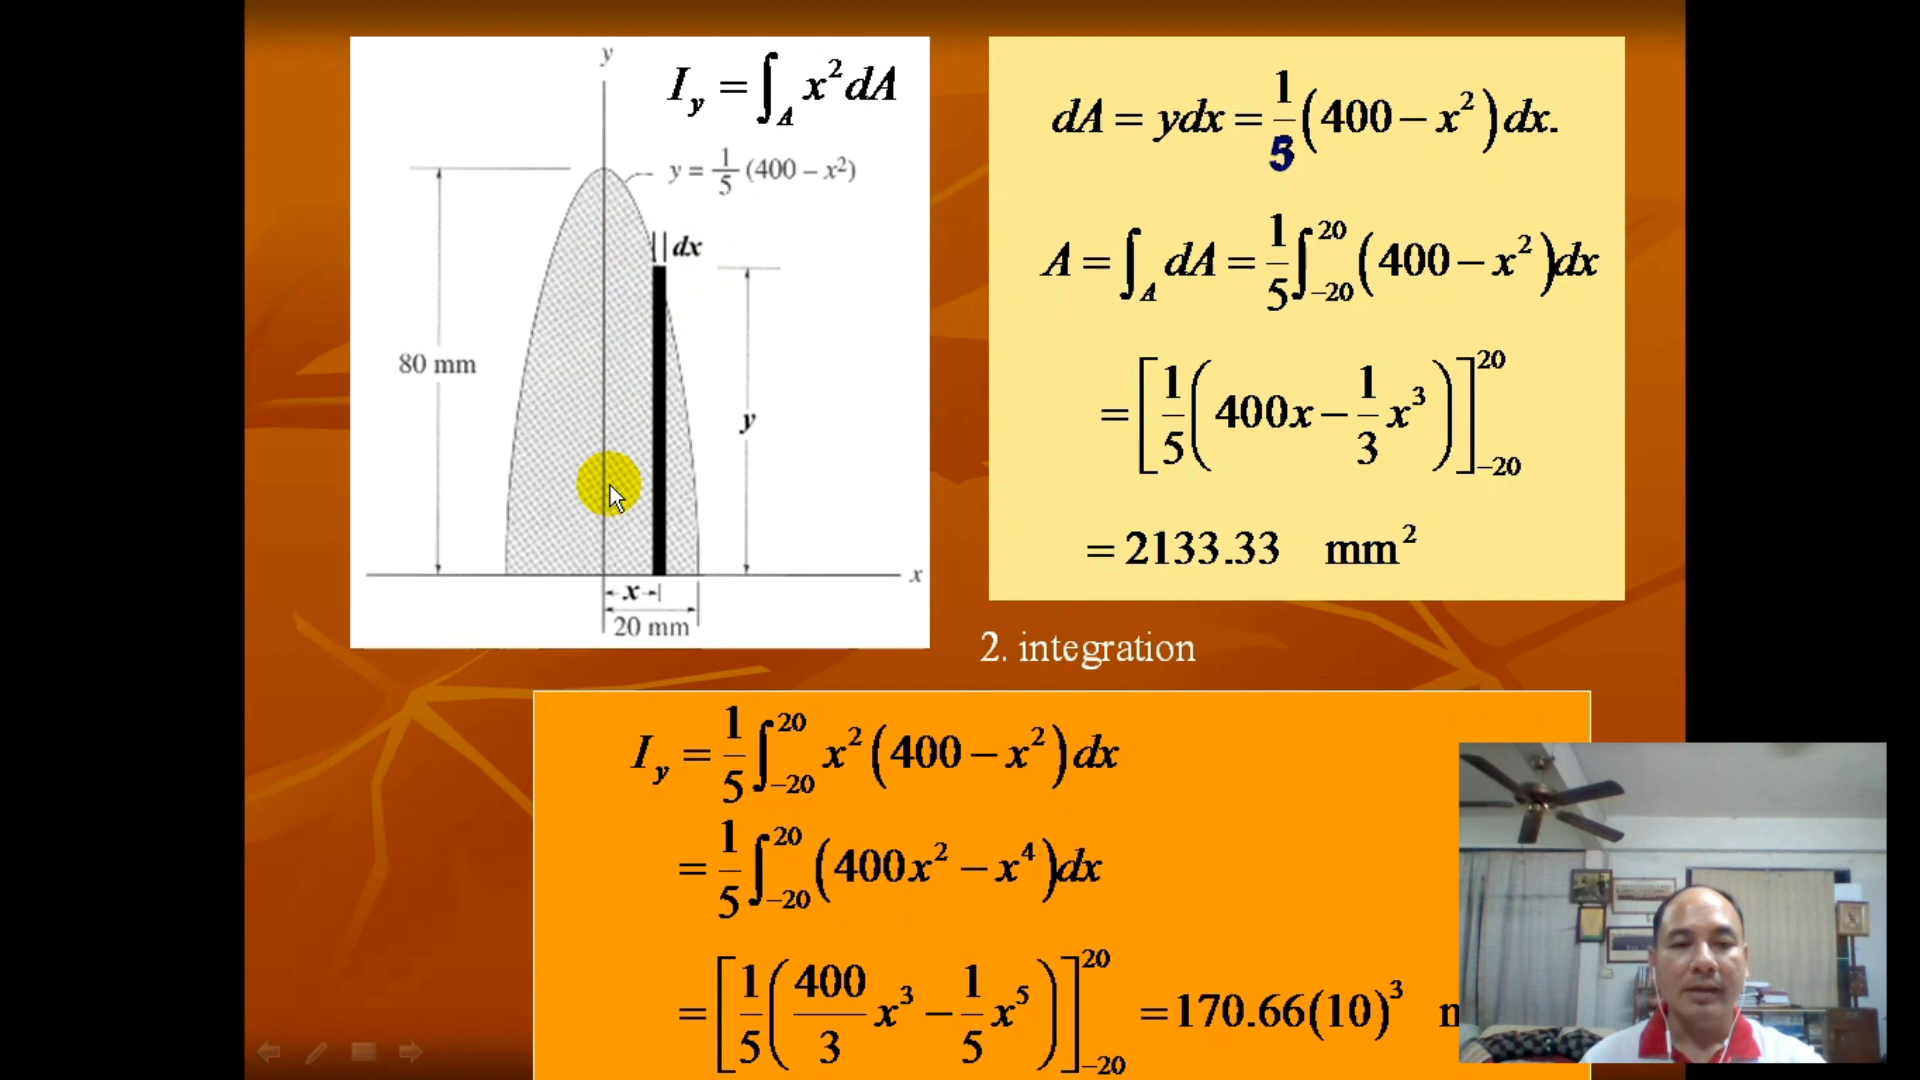 y
I_y = ∫_A x² dA
y = 1/5 (400 – x²)
dx
80 mm
y
x
x
20 mm
dA = ydx = 1/5 (400 − x²) dx.
A = ∫_A dA = 1/5 ∫_{−20}^{20} (400 − x²) dx
= [1/5 (400x − 1/3 x³)]_{−20}^{20}
= 2133.33 mm²
2. integration
I_y = 1/5 ∫_{−20}^{20} x² (400 − x²) dx
= 1/5 ∫_{−20}^{20} (400x² − x⁴) dx
= [1/5 (400/3 x³ − 1/5 x⁵)]_{−20}^{20} = 170.66(10)³